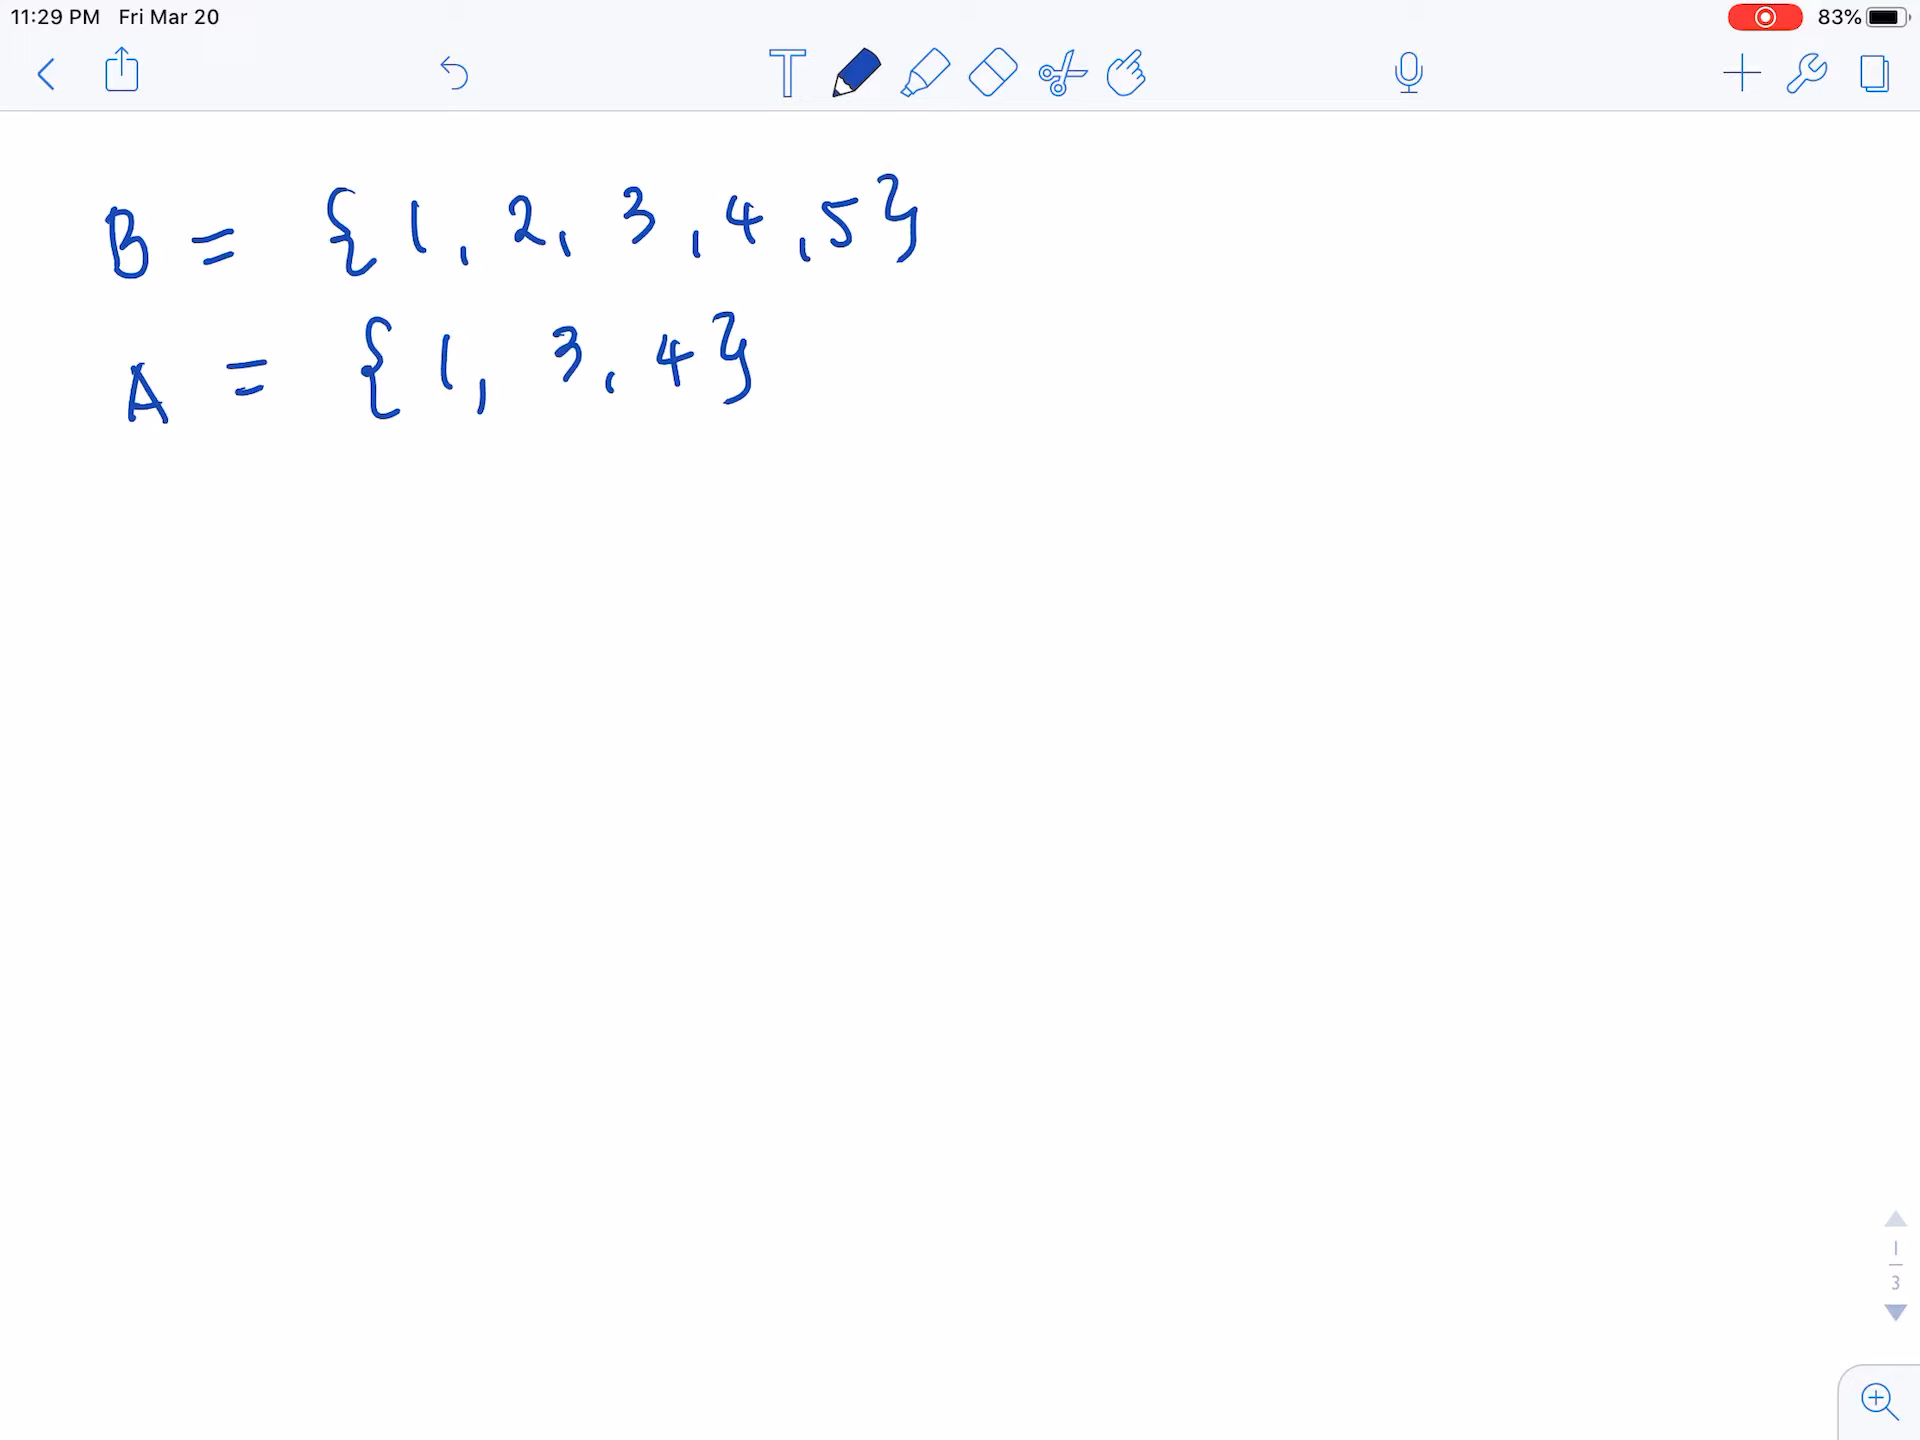 11:29 PM Fri Mar 20 83%
T
B = {1, 2, 3, 4, 5}
A = {1, 3, 4}
1
3